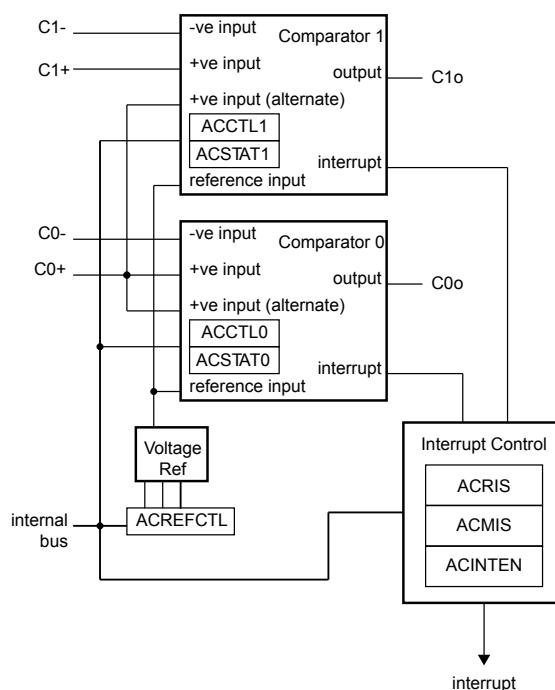 C1-
-ve input
Comparator 1
C1+
+ve input
output
C1o
+ve input (alternate)
ACCTL1
ACSTAT1
interrupt
reference input
C0-
-ve input
Comparator 0
C0+
+ve input
output
C0o
+ve input (alternate)
ACCTL0
ACSTAT0
interrupt
reference input
Voltage
Ref
Interrupt Control
ACRIS
internal
bus
ACREFCTL
ACMIS
ACINTEN
interrupt